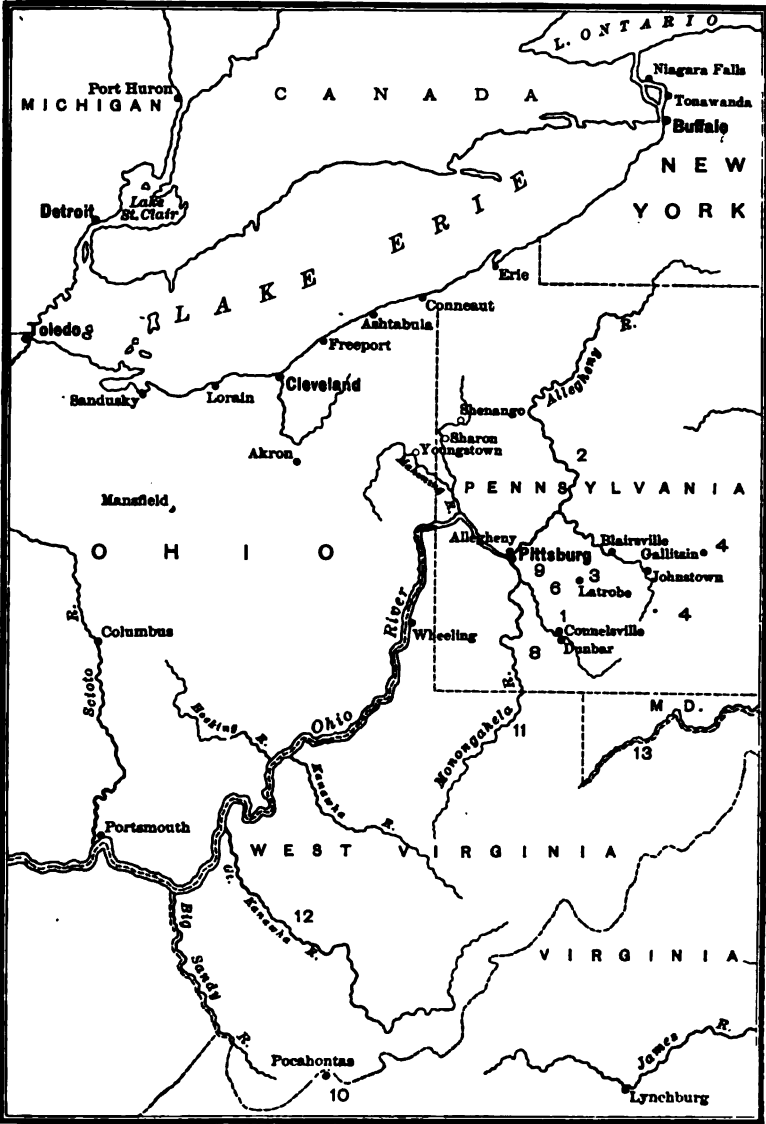 L. ONTARIO
Niagara Falls
Port Huron
MICHIGAN
CANADA
Tonawanda
Buffalo
NEW
YORK
Lake
St. Clair
Detroit
LAKE ERIE
Erie
Conneaut
Ashtabula
Toledo
Freeport
Allegheny R.
Cleveland
Sandusky
Lorain
Shenango
Sharon
Youngstown
Akron
Mahoning R.
2
PENNSYLVANIA
Mansfield
OHIO
Allegheny
Pittsburg
Blairsville
Gallitain
4
9
3
Johnstown
6
Latrobe
4
R.
Scioto
Columbus
River
Wheeling
1
Connelsville
8
Dunbar
Hocking R.
Ohio
Monongahela R.
11
MD.
13
Kanawha R.
Portsmouth
WEST VIRGINIA
Gt. Kanawha R.
12
Big Sandy R.
VIRGINIA
Pocahontas
10
James R.
Lynchburg